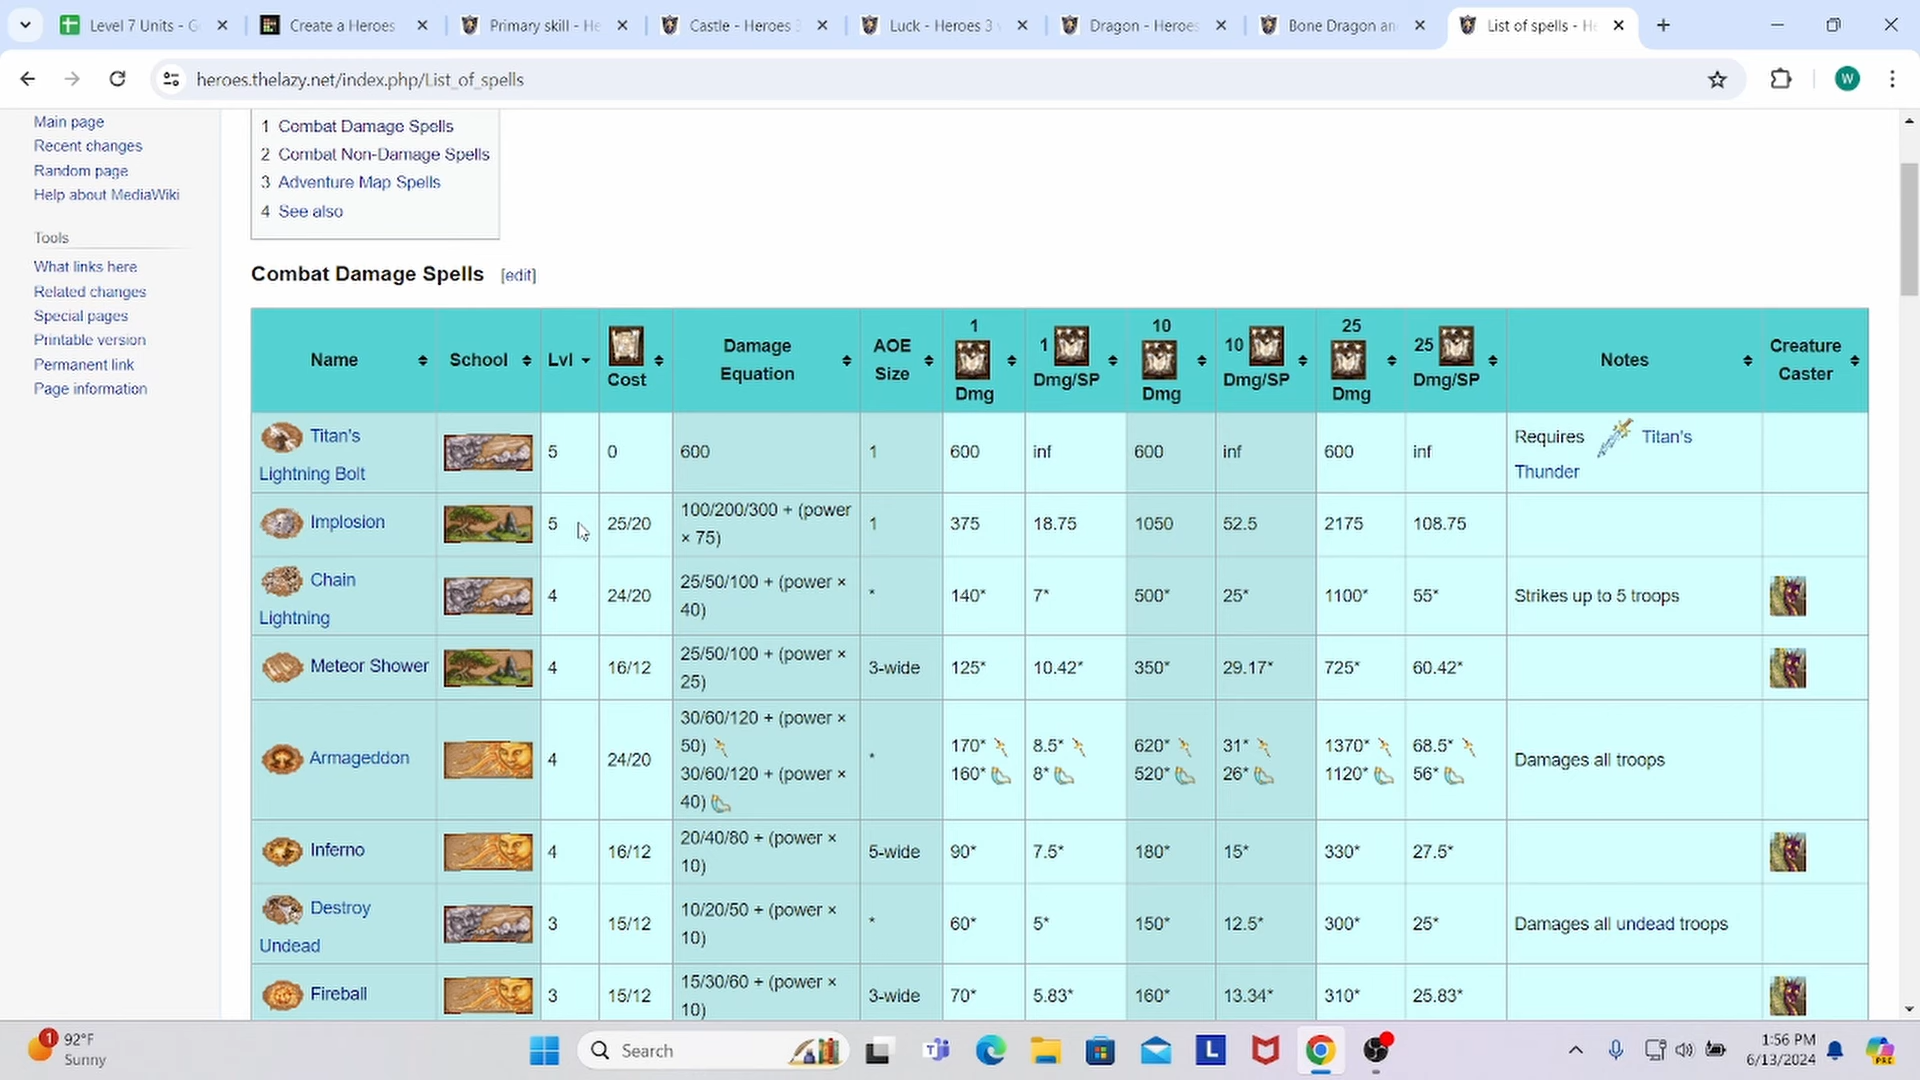 Level 7 Units - G
Create a Heroes
Primary skill - He
Castle - Heroes 3
Luck - Heroes 3 v
Dragon - Heroes
Bone Dragon an
List of spells - He
heroes.thelazy.net/index.php/List_of_spells
W
Main page
Recent changes
Random page
Help about MediaWiki
Tools
What links here
Related changes
Special pages
Printable version
Permanent link
Page information
1 Combat Damage Spells
2 Combat Non-Damage Spells
3 Adventure Map Spells
4 See also
Combat Damage Spells [edit]
Name
School
Lvl
Cost
Damage
Equation
AOE
Size
1
Dmg
1
Dmg/SP
10
Dmg
10
Dmg/SP
25
Dmg
25
Dmg/SP
Notes
Creature
Caster
Titan's
Lightning Bolt
5
0
600
1
600
inf
600
inf
600
inf
Requires Titan's
Thunder
Implosion
5
25/20
100/200/300 + (power
× 75)
1
375
18.75
1050
52.5
2175
108.75
Chain
Lightning
4
24/20
25/50/100 + (power ×
40)
*
140*
7*
500*
25*
1100*
55*
Strikes up to 5 troops
Meteor Shower
4
16/12
25/50/100 + (power ×
25)
3-wide
125*
10.42*
350*
29.17*
725*
60.42*
Armageddon
4
24/20
30/60/120 + (power ×
50)
30/60/120 + (power ×
40)
*
170*
160*
8.5*
8*
620*
520*
31*
26*
1370*
1120*
68.5*
56*
Damages all troops
Inferno
4
16/12
20/40/80 + (power ×
10)
5-wide
90*
7.5*
180*
15*
330*
27.5*
Destroy
Undead
3
15/12
10/20/50 + (power ×
10)
*
60*
5*
150*
12.5*
300*
25*
Damages all undead troops
Fireball
3
15/12
15/30/60 + (power ×
10)
3-wide
70*
5.83*
160*
13.34*
310*
25.83*
1
92°F
Sunny
Search
L
1:56 PM
6/13/2024
PRE